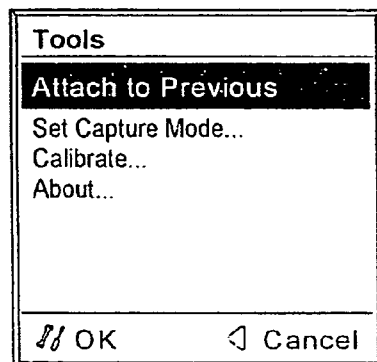 Tools
Attach to Previous
Set Capture Mode...
Calibrate...
About...
OK Cancel